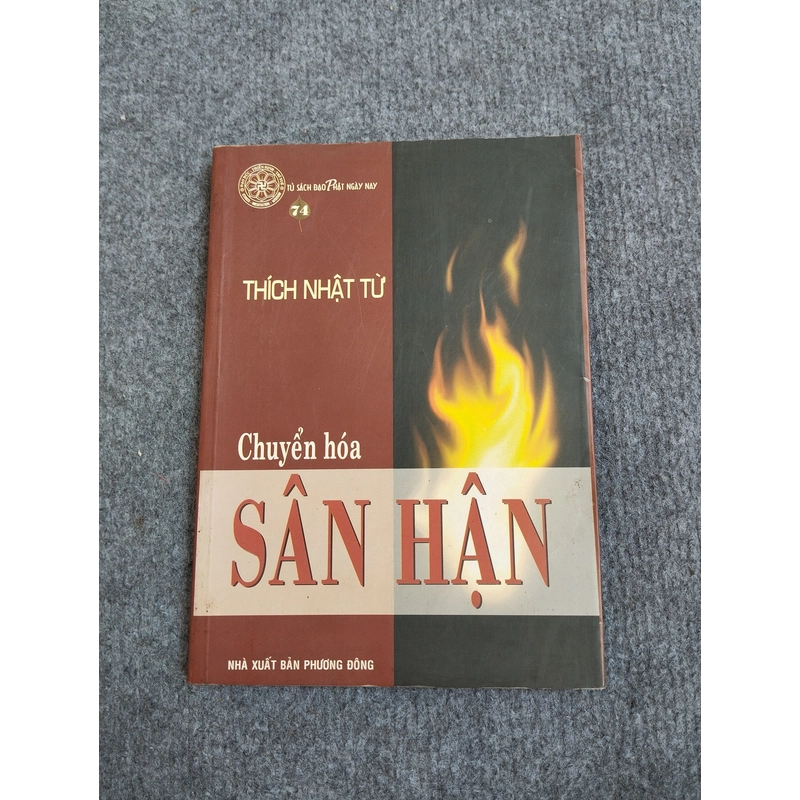 TỦ SÁCH ĐẠO PHẬT NGÀY NAY
74
THÍCH NHẬT TỪ
Chuyển hóa
SÂN HẬN
NHÀ XUẤT BẢN PHƯƠNG ĐÔNG